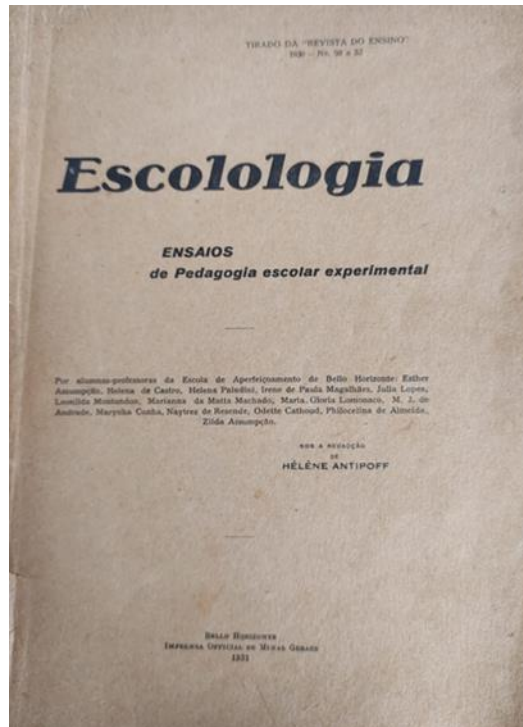 TIRADO DA "REVISTA DO ENSINO"
1930 — Nr. 50 a 52
Escolologia
ENSAIOS
de Pedagogia escolar experimental
Por alumnas-professoras da Escola de Aperfeiçoamento de Bello Horizonte: Esther
Assumpção, Helena de Castro, Helena Paladini, Irene de Paula Magalhães, Julia Lopes,
Leonilda Montandon, Marianna da Matta Machado, Maria Gloria Lomonaco, M. J. de
Andrade, Marynha Cunha, Naytres de Resende, Odette Cathoud, Philocelina de Almeida,
Zilda Assumpção.
SOB A REDACÇÃO
DE
HÉLÈNE ANTIPOFF
BELLO HORIZONTE
IMPRENSA OFFICIAL DE MINAS GERAES
1931